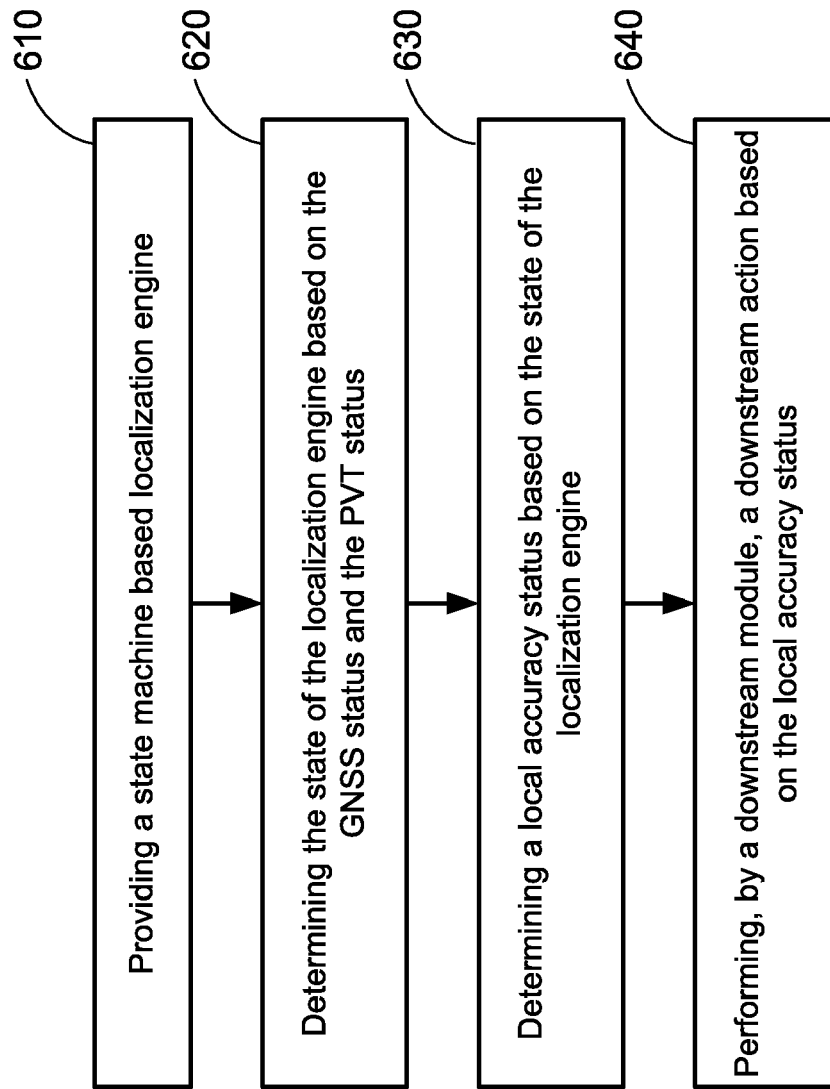 610
Providing a state machine based localization engine
620
Determining the state of the localization engine based on the
GNSS status and the PVT status
630
Determining a local accuracy status based on the state of the
localization engine
640
Performing, by a downstream module, a downstream action based
on the local accuracy status